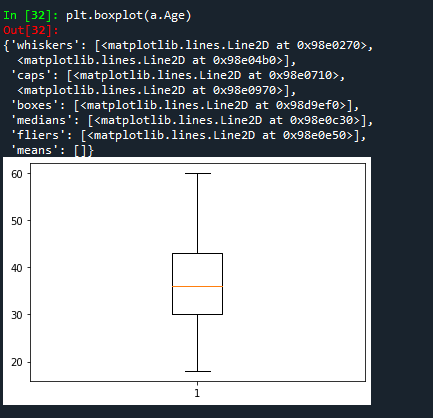 In [32]: plt.boxplot(a.Age)
Out[32]:
{'whiskers': [<matplotlib.lines.Line2D at 0x98e0270>,
  <matplotlib.lines.Line2D at 0x98e04b0>],
 'caps': [<matplotlib.lines.Line2D at 0x98e0710>,
  <matplotlib.lines.Line2D at 0x98e0970>],
 'boxes': [<matplotlib.lines.Line2D at 0x98d9ef0>],
 'medians': [<matplotlib.lines.Line2D at 0x98e0c30>],
 'fliers': [<matplotlib.lines.Line2D at 0x98e0e50>],
 'means': []}
60
50
40
30
20
1